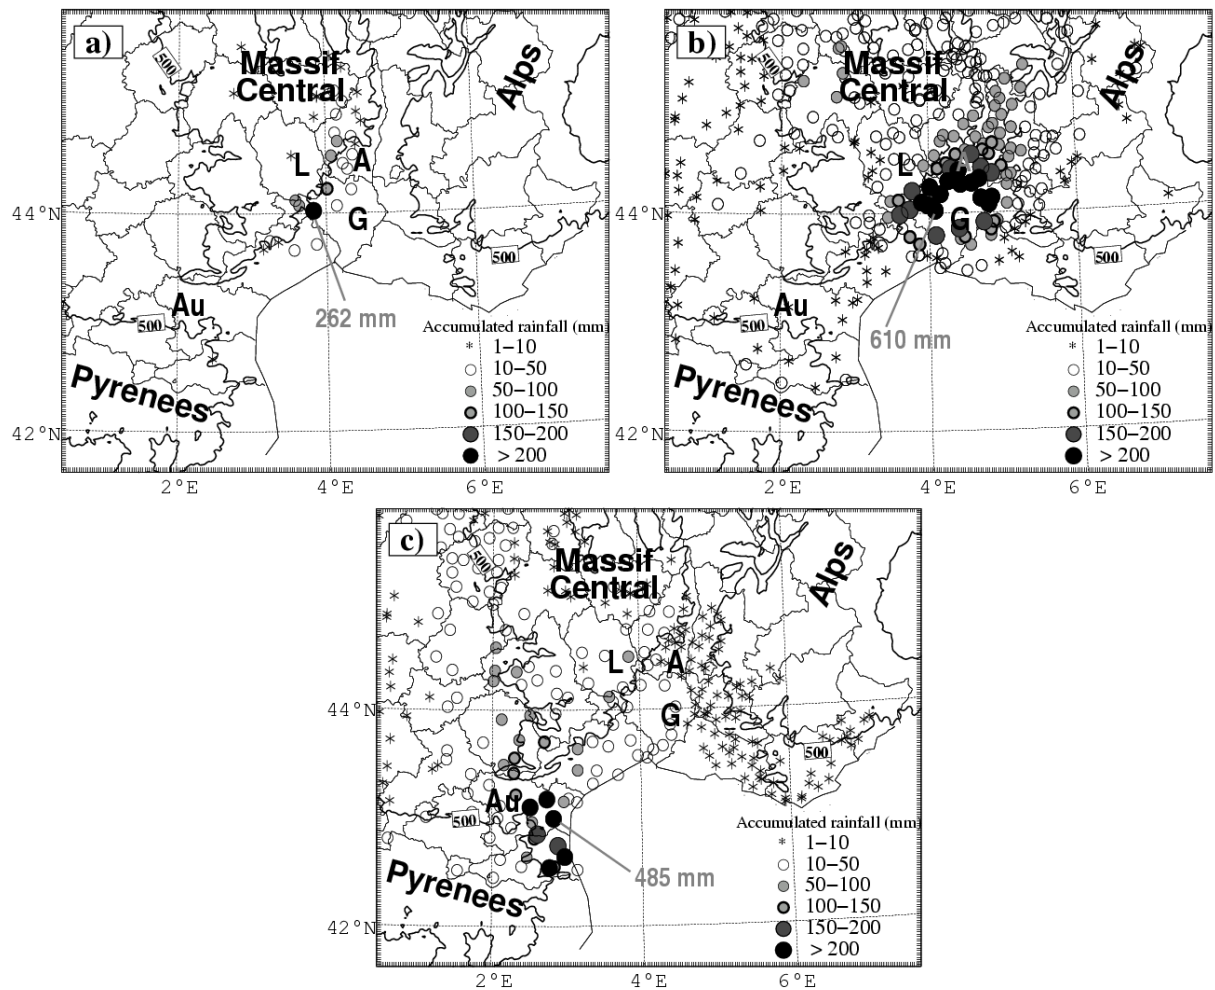 a)
500
Massif
Central
Alps
L
A
44°N
G
500
Au
262 mm
500
Accumulated rainfall (mm)
1–10
10–50
Pyrenees
50–100
100–150
42°N
150–200
> 200
2°E
4°E
6°E
b)
500
Massif
Central
Alps
L
44°N
G
500
Au
500
610 mm
Accumulated rainfall (mm)
1–10
10–50
Pyrenees
50–100
100–150
42°N
150–200
> 200
2°E
4°E
6°E
c)
500
Massif
Central
Alps
L
A
44°N
G
500
Au
500
Accumulated rainfall (mm)
1–10
10–50
Pyrenees
485 mm
50–100
100–150
42°N
150–200
> 200
2°E
4°E
6°E